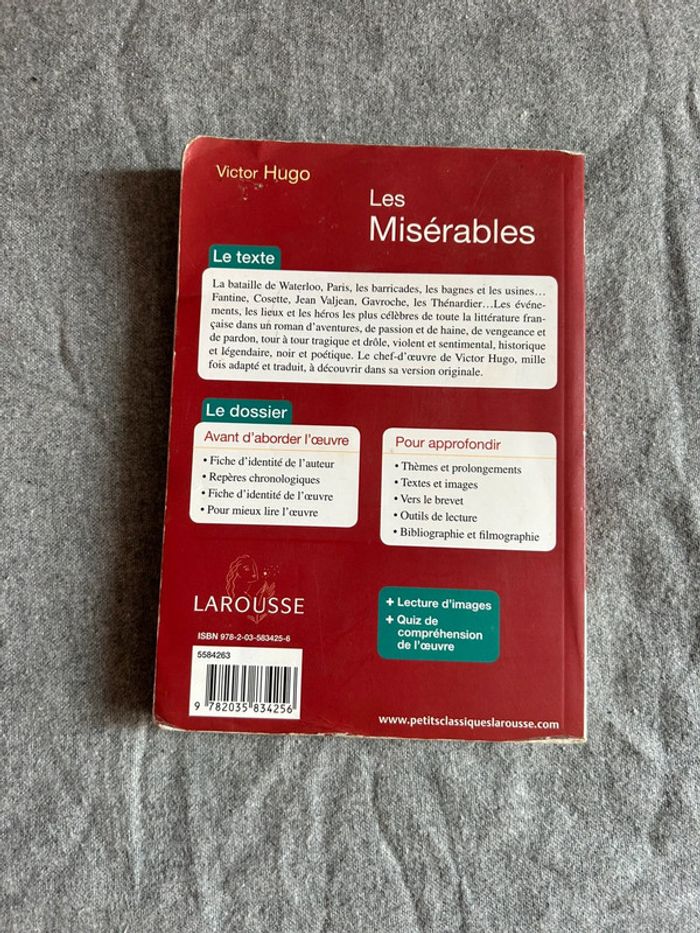 Victor Hugo
Les
Misérables
Le texte
La bataille de Waterloo, Paris, les barricades, les bagnes et les usines…
Fantine, Cosette, Jean Valjean, Gavroche, les Thénardier…Les événe-
ments, les lieux et les héros les plus célèbres de toute la littérature fran-
çaise dans un roman d’aventures, de passion et de haine, de vengeance et
de pardon, tour à tour tragique et drôle, violent et sentimental, historique
et légendaire, noir et poétique. Le chef-d’œuvre de Victor Hugo, mille
fois adapté et traduit, à découvrir dans sa version originale.
Le dossier
Avant d’aborder l’œuvre
• Fiche d’identité de l’auteur
• Repères chronologiques
• Fiche d’identité de l’œuvre
• Pour mieux lire l’œuvre
Pour approfondir
• Thèmes et prolongements
• Textes et images
• Vers le brevet
• Outils de lecture
• Bibliographie et filmographie
LAROUSSE
ISBN 978-2-03-583425-6
5584263
9 782035 834256
+ Lecture d’images
+ Quiz de
compréhension
de l’œuvre
www.petitsclassiqueslarousse.com